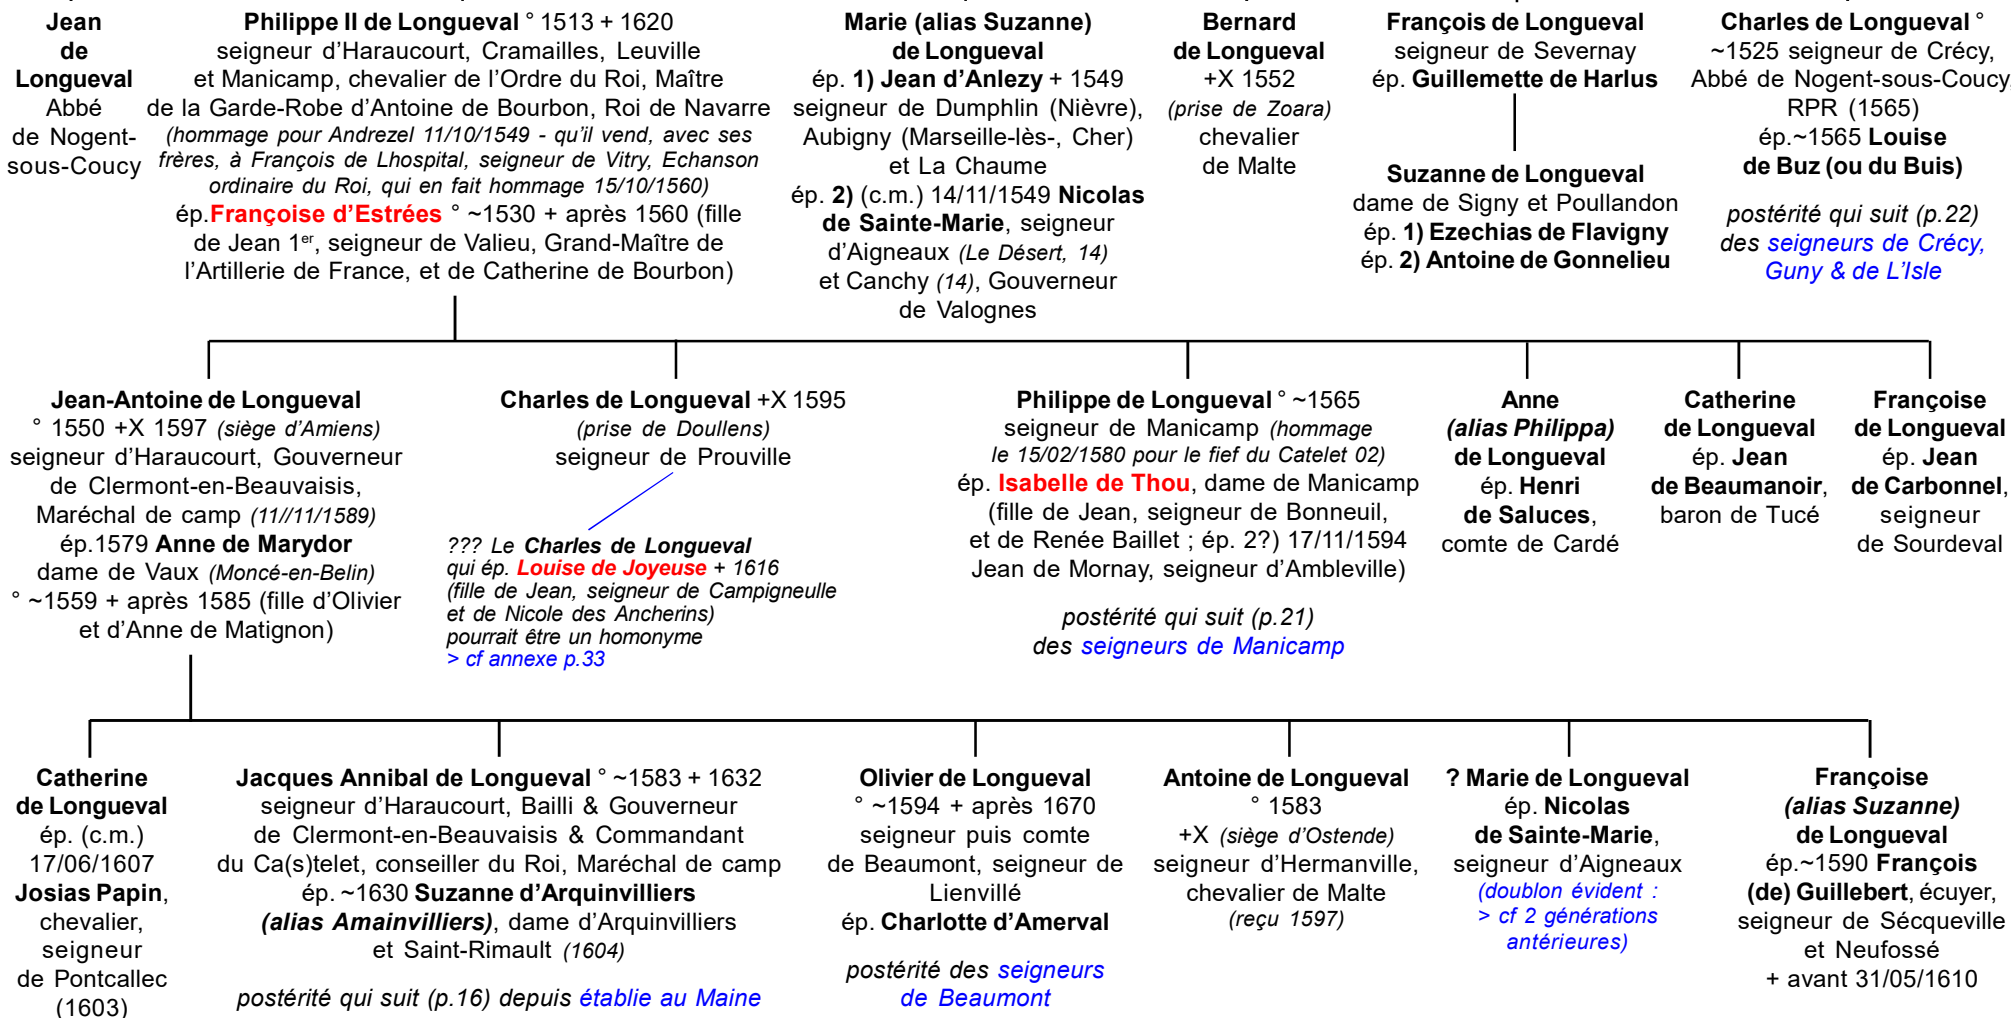 Jean
de
Longueval
Abbé
de Nogent-
sous-Coucy
Philippe II de Longueval ° 1513 + 1620
seigneur d’Haraucourt, Cramailles, Leuville
et Manicamp, chevalier de l’Ordre du Roi, Maître
de la Garde-Robe d’Antoine de Bourbon, Roi de Navarre
(hommage pour Andrezel 11/10/1549 - qu’il vend, avec ses
frères, à François de Lhospital, seigneur de Vitry, Echanson
ordinaire du Roi, qui en fait hommage 15/10/1560)
ép.Françoise d’Estrées ° ~1530 + après 1560 (fille
de Jean 1er, seigneur de Valieu, Grand-Maître de
l’Artillerie de France, et de Catherine de Bourbon)
Marie (alias Suzanne)
de Longueval
ép. 1) Jean d’Anlezy + 1549
seigneur de Dumphlin (Nièvre),
Aubigny (Marseille-lès-, Cher)
et La Chaume
ép. 2) (c.m.) 14/11/1549 Nicolas
de Sainte-Marie, seigneur
d’Aigneaux (Le Désert, 14)
et Canchy (14), Gouverneur
de Valognes
Bernard
de Longueval
+X 1552
(prise de Zoara)
chevalier
de Malte
François de Longueval
seigneur de Severnay
ép. Guillemette de Harlus
Suzanne de Longueval
dame de Signy et Poullandon
ép. 1) Ezechias de Flavigny
ép. 2) Antoine de Gonnelieu
Charles de Longueval °
~1525 seigneur de Crécy,
Abbé de Nogent-sous-Coucy,
RPR (1565)
ép.~1565 Louise
de Buz (ou du Buis)
postérité qui suit (p.22)
des seigneurs de Crécy,
Guny & de L’Isle
Jean-Antoine de Longueval
° 1550 +X 1597 (siège d’Amiens)
seigneur d’Haraucourt, Gouverneur
de Clermont-en-Beauvaisis,
Maréchal de camp (11//11/1589)
ép.1579 Anne de Marydor
dame de Vaux (Moncé-en-Belin)
° ~1559 + après 1585 (fille d’Olivier
et d’Anne de Matignon)
Charles de Longueval +X 1595
(prise de Doullens)
seigneur de Prouville
??? Le Charles de Longueval
qui ép. Louise de Joyeuse + 1616
(fille de Jean, seigneur de Campigneulle
et de Nicole des Ancherins)
pourrait être un homonyme
> cf annexe p.33
Philippe de Longueval ° ~1565
seigneur de Manicamp (hommage
le 15/02/1580 pour le fief du Catelet 02)
ép. Isabelle de Thou, dame de Manicamp
(fille de Jean, seigneur de Bonneuil,
et de Renée Baillet ; ép. 2?) 17/11/1594
Jean de Mornay, seigneur d’Ambleville)
postérité qui suit (p.21)
des seigneurs de Manicamp
Anne
(alias Philippa)
de Longueval
ép. Henri
de Saluces,
comte de Cardé
Catherine
de Longueval
ép. Jean
de Beaumanoir,
baron de Tucé
Françoise
de Longueval
ép. Jean
de Carbonnel,
seigneur
de Sourdeval
Catherine
de Longueval
ép. (c.m.)
17/06/1607
Josias Papin,
chevalier,
seigneur
de Pontcallec
(1603)
Jacques Annibal de Longueval ° ~1583 + 1632
seigneur d’Haraucourt, Bailli & Gouverneur
de Clermont-en-Beauvaisis & Commandant
du Ca(s)telet, conseiller du Roi, Maréchal de camp
ép. ~1630 Suzanne d’Arquinvilliers
(alias Amainvilliers), dame d’Arquinvilliers
et Saint-Rimault (1604)
postérité qui suit (p.16) depuis établie au Maine
Olivier de Longueval
° ~1594 + après 1670
seigneur puis comte
de Beaumont, seigneur de
Lienvillé
ép. Charlotte d’Amerval
postérité des seigneurs
de Beaumont
Antoine de Longueval
° 1583
+X (siège d’Ostende)
seigneur d’Hermanville,
chevalier de Malte
(reçu 1597)
? Marie de Longueval
ép. Nicolas
de Sainte-Marie,
seigneur d’Aigneaux
(doublon évident :
> cf 2 générations
antérieures)
Françoise
(alias Suzanne)
de Longueval
ép.~1590 François
(de) Guillebert, écuyer,
seigneur de Sécqueville
et Neufossé
+ avant 31/05/1610